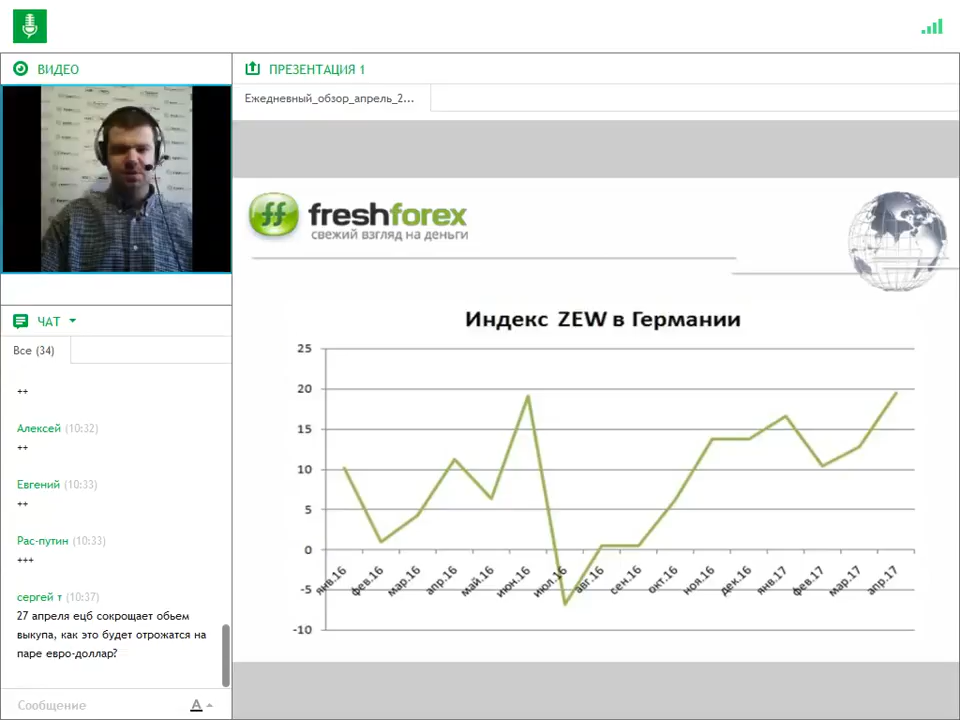 ВИДЕО
ПРЕЗЕНТАЦИЯ 1
Ежедневный_обзор_апрель_2...
ff freshforex
свежий взгляд на деньги
Индекс ZEW в Германии
25
20
15
10
5
0
-5
-10
янв.16
фев.16
мар.16
апр.16
май.16
июн.16
июл.16
авг.16
сен.16
окт.16
ноя.16
дек.16
янв.17
фев.17
мар.17
апр.17
ЧАТ
Все (34)
++
Алексей (10:32)
++
Евгений (10:33)
++
Рас-путин (10:33)
+++
сергей т (10:37)
27 апреля ецб сокрощает обьем
выкупа, как это будет отрожатся на
паре евро-доллар?
Сообщение
A